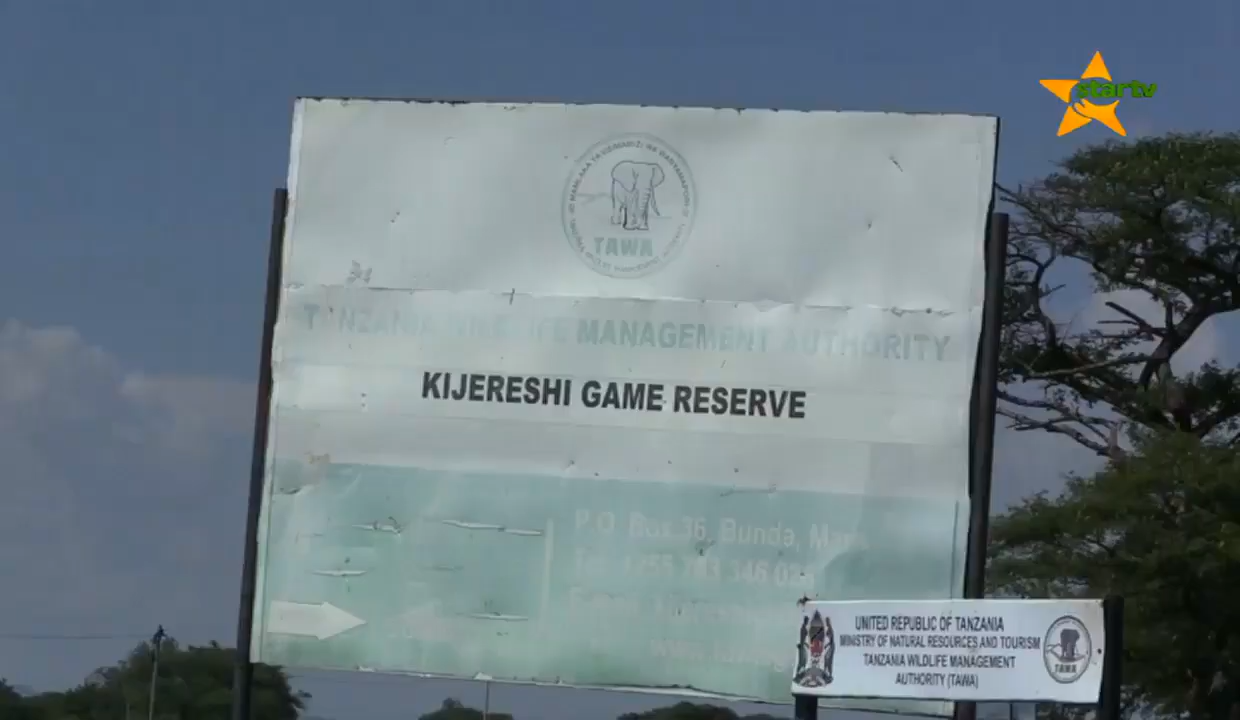 startv
TAWA
TANZANIA WILDLIFE MANAGEMENT AUTHORITY
KIJERESHI GAME RESERVE
P.O. Box 36, Bunda, Mara
UNITED REPUBLIC OF TANZANIA
MINISTRY OF NATURAL RESOURCES AND TOURISM
TANZANIA WILDLIFE MANAGEMENT
AUTHORITY (TAWA)
TAWA